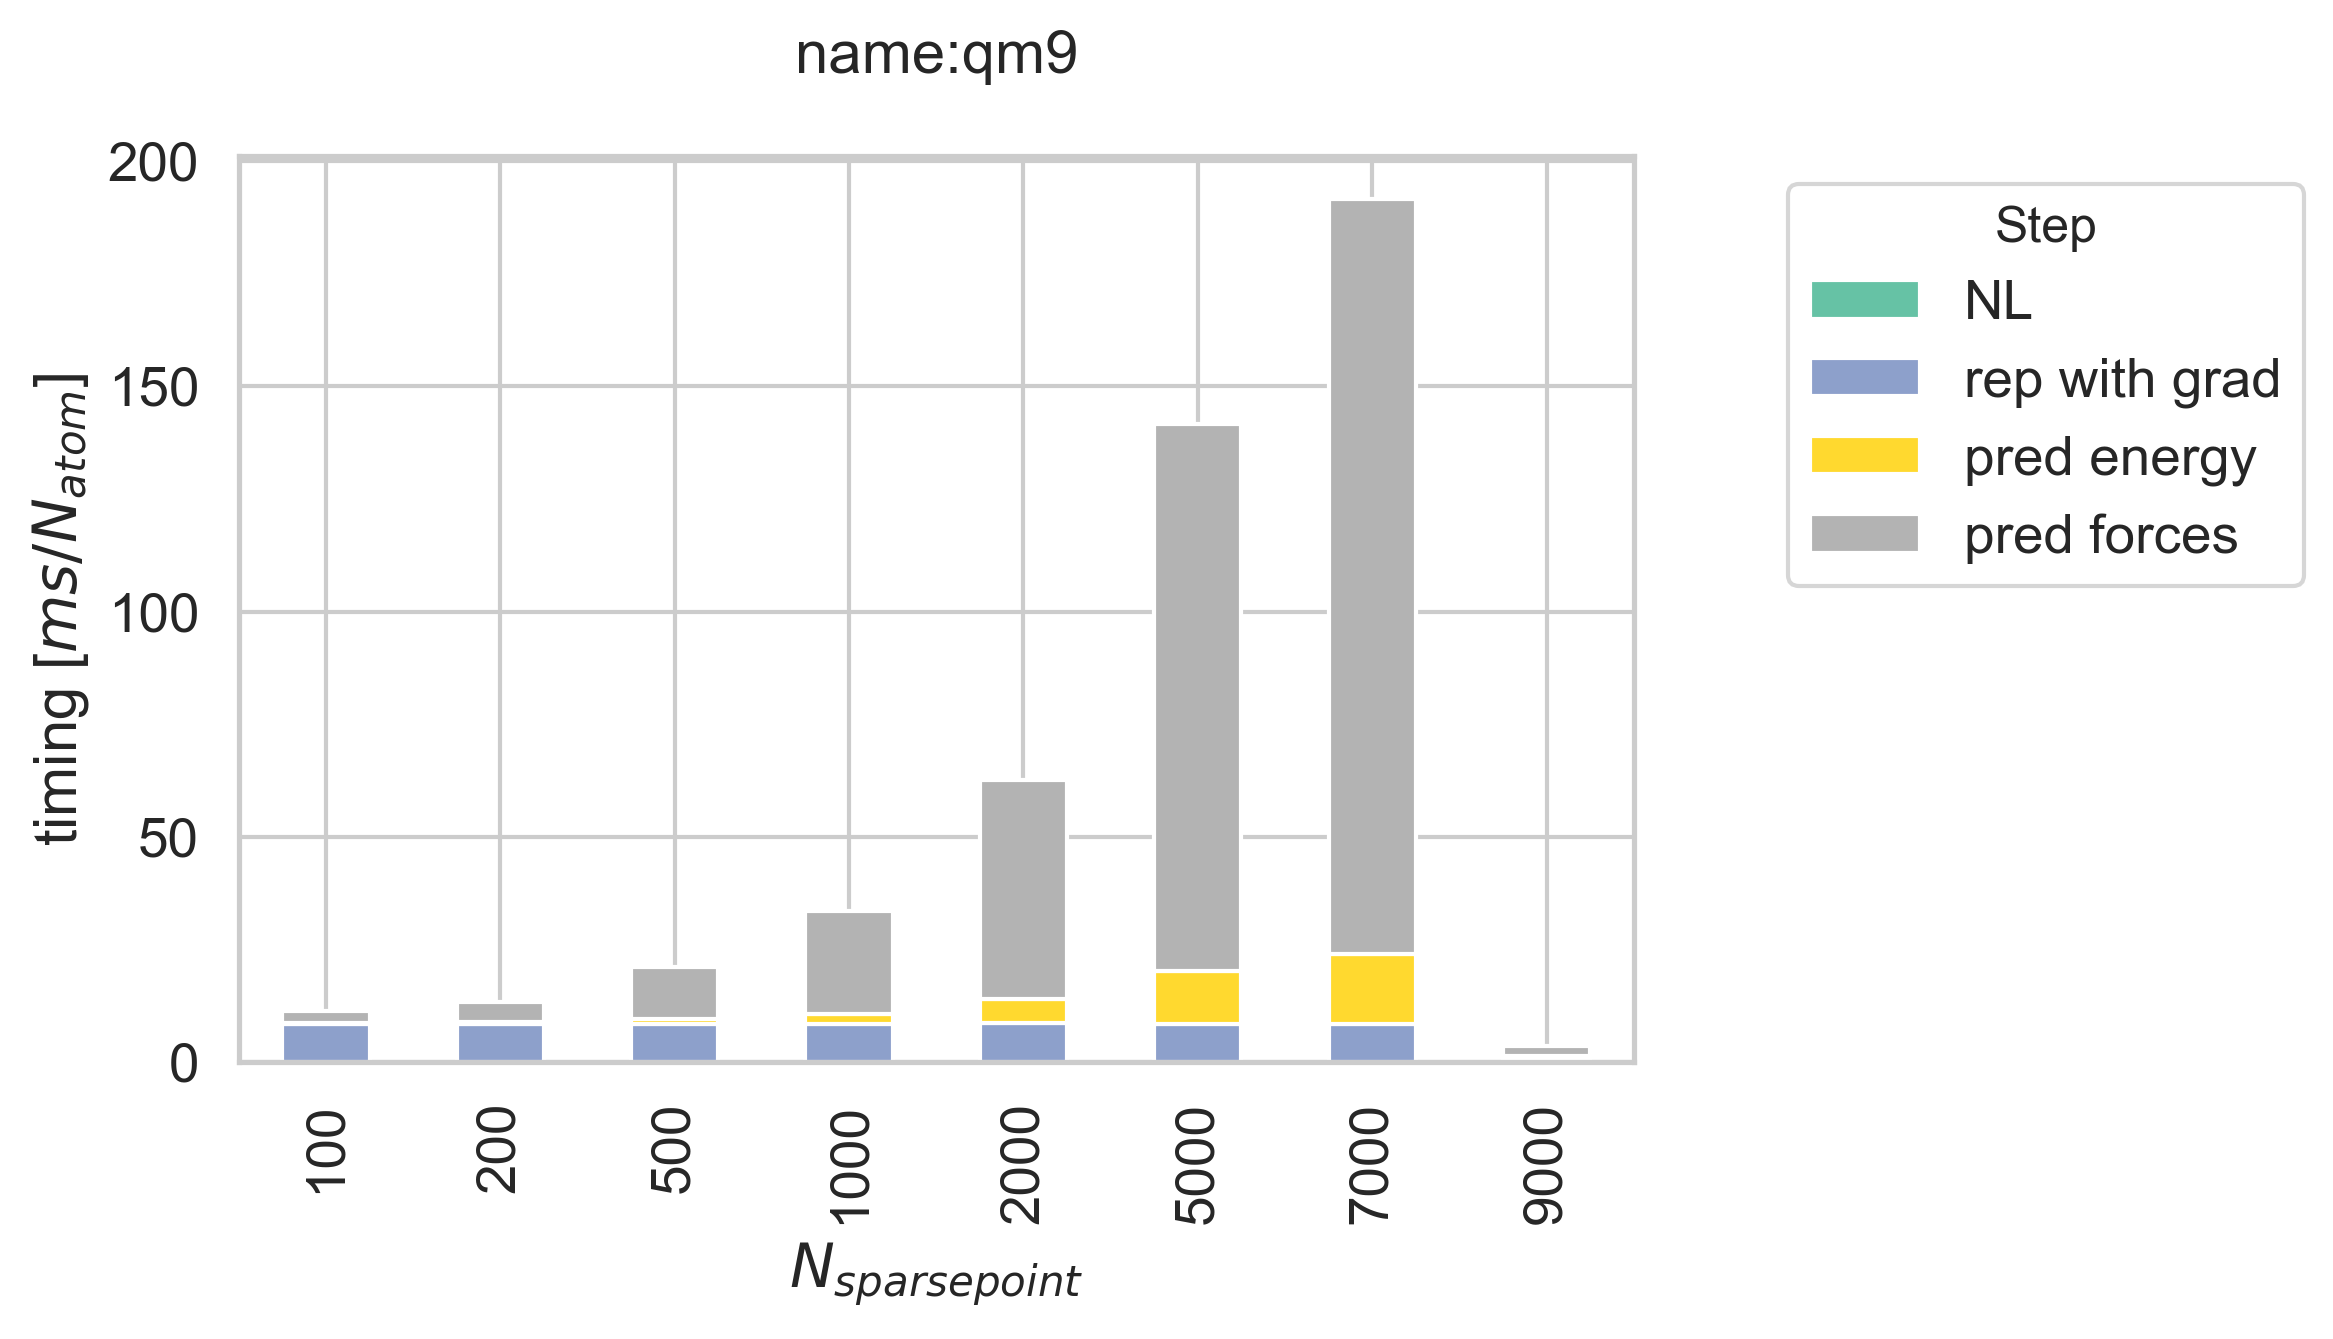 name:qm9
200
150
100
50
0
timing [ms/N_atom]
100
200
500
1000
2000
5000
7000
9000
N_sparsepoint
Step
NL
rep with grad
pred energy
pred forces